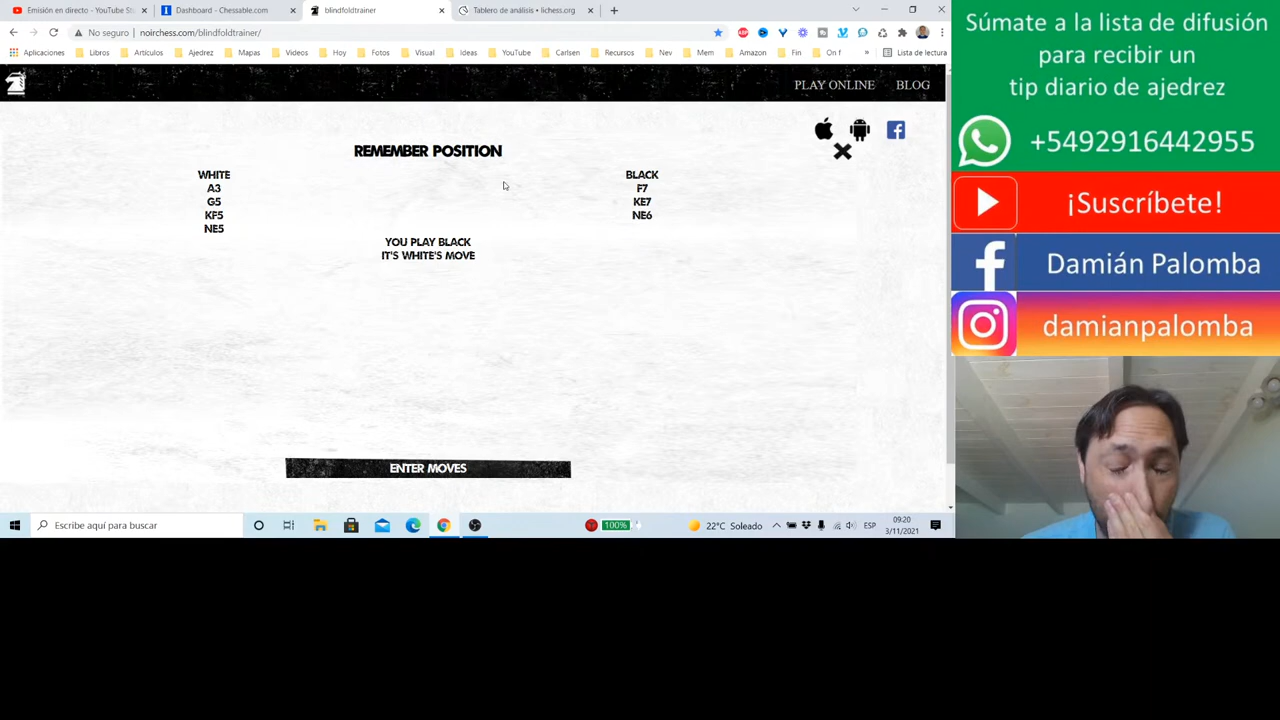 Emisión en directo - YouTube Stu
Dashboard - Chessable.com
blindfoldtrainer
Tablero de análisis • lichess.org
No seguro
noirchess.com/blindfoldtrainer/
Aplicaciones
Libros
Artículos
Ajedrez
Mapas
Videos
Hoy
Fotos
Visual
Ideas
YouTube
Carlsen
Recursos
Nev
Mem
Amazon
Fin
On f
Lista de lectura
PLAY ONLINE
BLOG
REMEMBER POSITION
WHITE
A3
G5
KF5
NE5
BLACK
F7
KE7
NE6
YOU PLAY BLACK
IT'S WHITE'S MOVE
ENTER MOVES
Escribe aquí para buscar
100%
22°C Soleado
ESP
09:20
3/11/2021
Súmate a la lista de difusión
para recibir un
tip diario de ajedrez
+5492916442955
¡Suscríbete!
Damián Palomba
damianpalomba